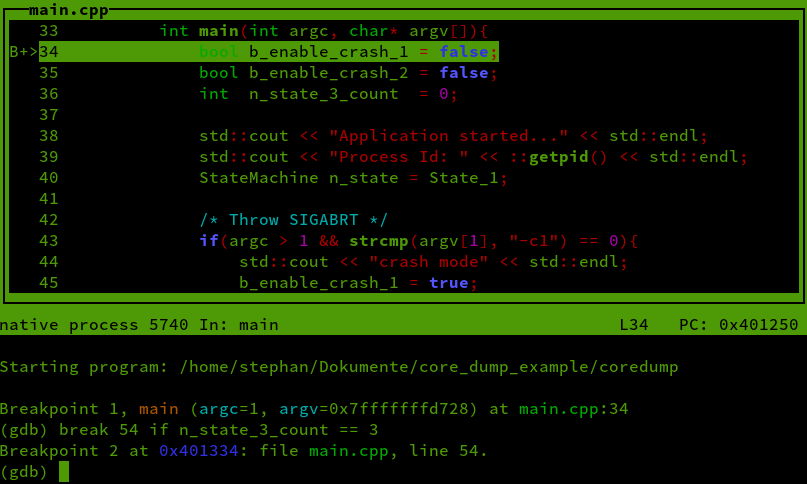 main.cpp
33          int main(int argc, char* argv[]){
B+>34              bool b_enable_crash_1 = false;
35              bool b_enable_crash_2 = false;
36              int  n_state_3_count  = 0;
37
38              std::cout << "Application started..." << std::endl;
39              std::cout << "Process Id: " << ::getpid() << std::endl;
40              StateMachine n_state = State_1;
41
42              /* Throw SIGABRT */
43              if(argc > 1 && strcmp(argv[1], "-c1") == 0){
44                  std::cout << "crash mode" << std::endl;
45                  b_enable_crash_1 = true;
native process 5740 In: main                                  L34   PC: 0x401250
Starting program: /home/stephan/Dokumente/core_dump_example/coredump
Breakpoint 1, main (argc=1, argv=0x7fffffffd728) at main.cpp:34
(gdb) break 54 if n_state_3_count == 3
Breakpoint 2 at 0x401334: file main.cpp, line 54.
(gdb)